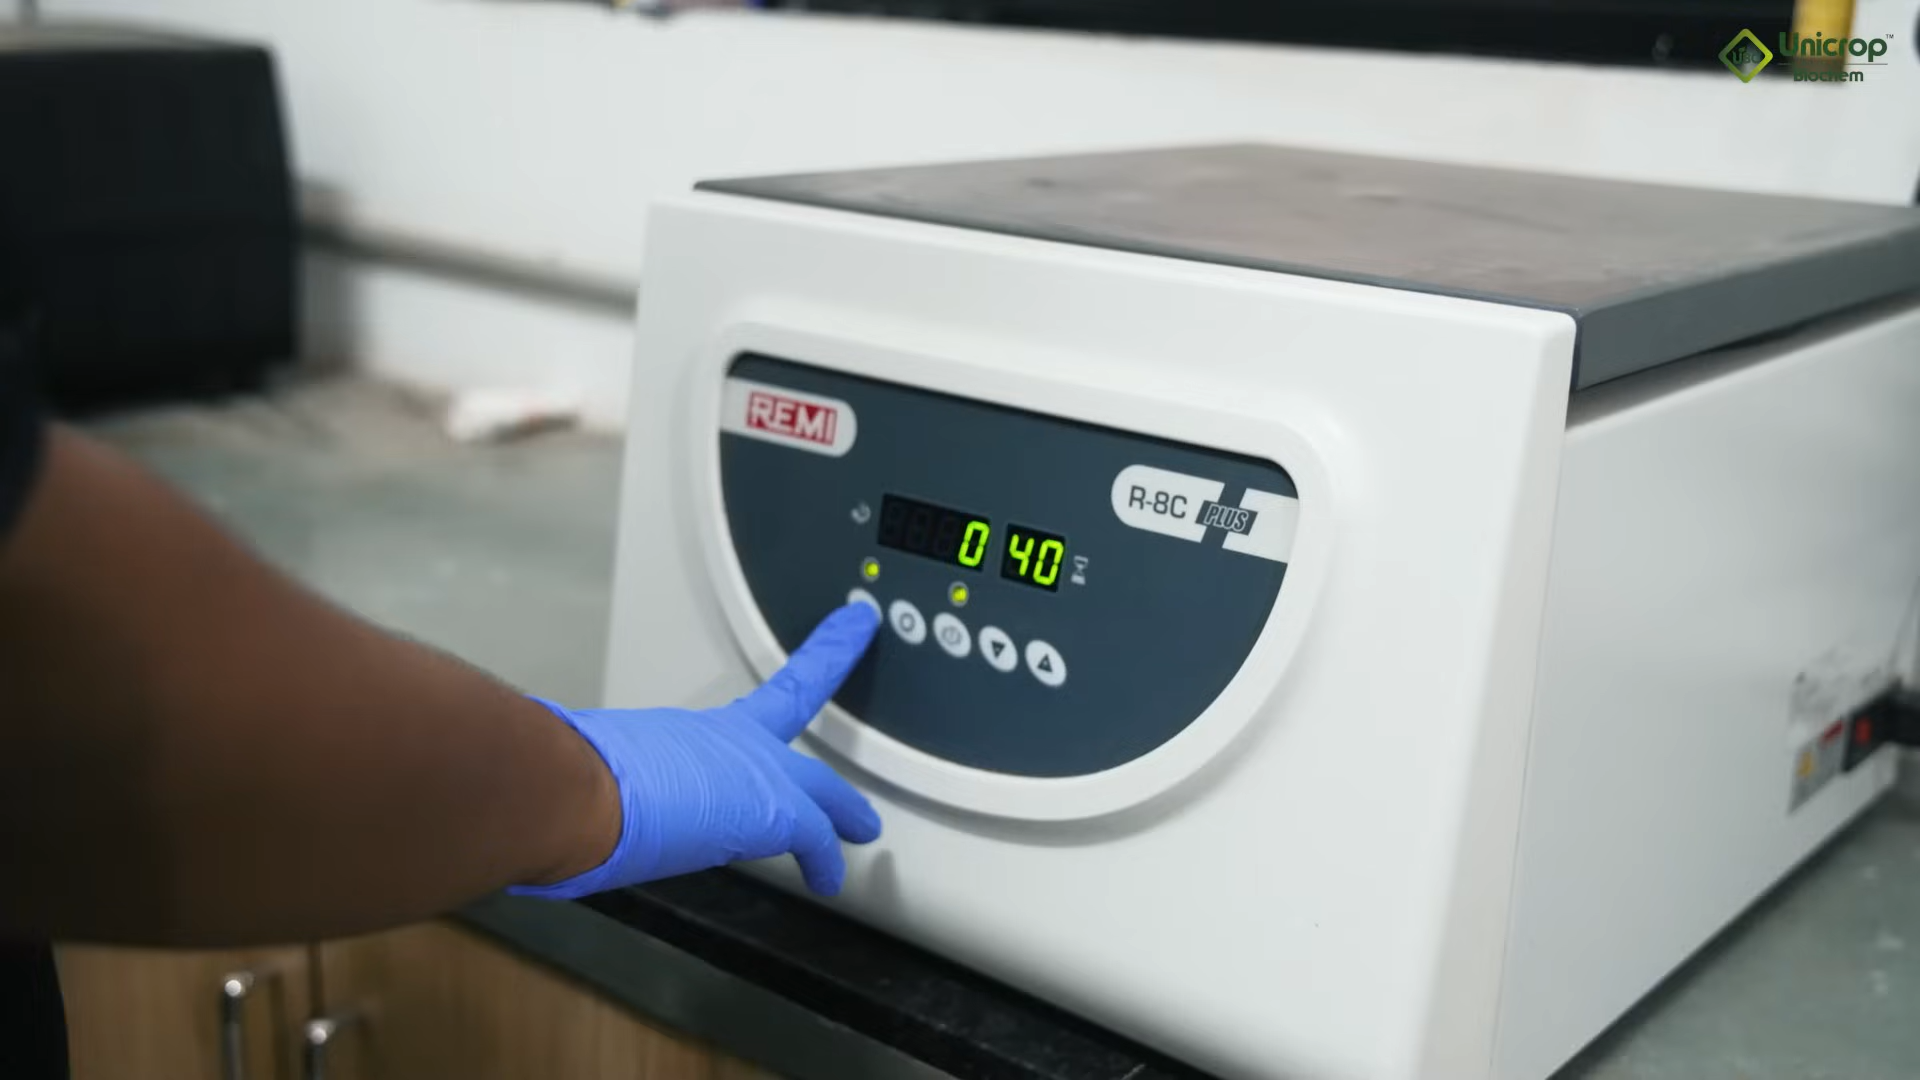 Unicrop™
Biochem
REMI
R-8C PLUS
0 40